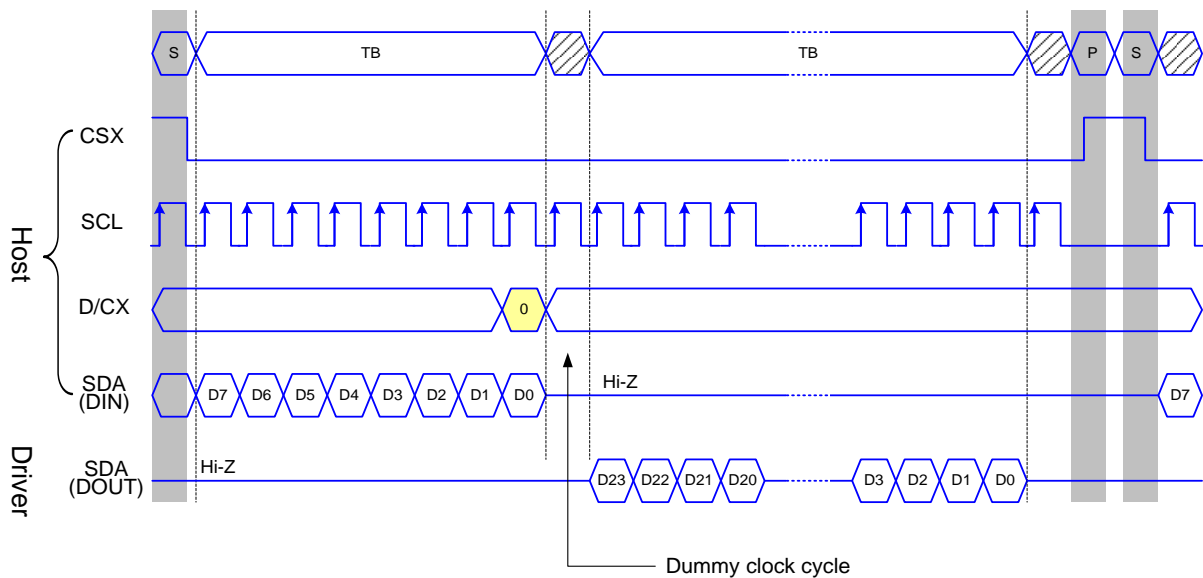 S TB TB P S
CSX
SCL
Host
D/CX 0
SDA
(DIN) D7 D6 D5 D4 D3 D2 D1 D0 Hi-Z D7
Driver
SDA
(DOUT) Hi-Z D23 D22 D21 D20 D3 D2 D1 D0
Dummy clock cycle